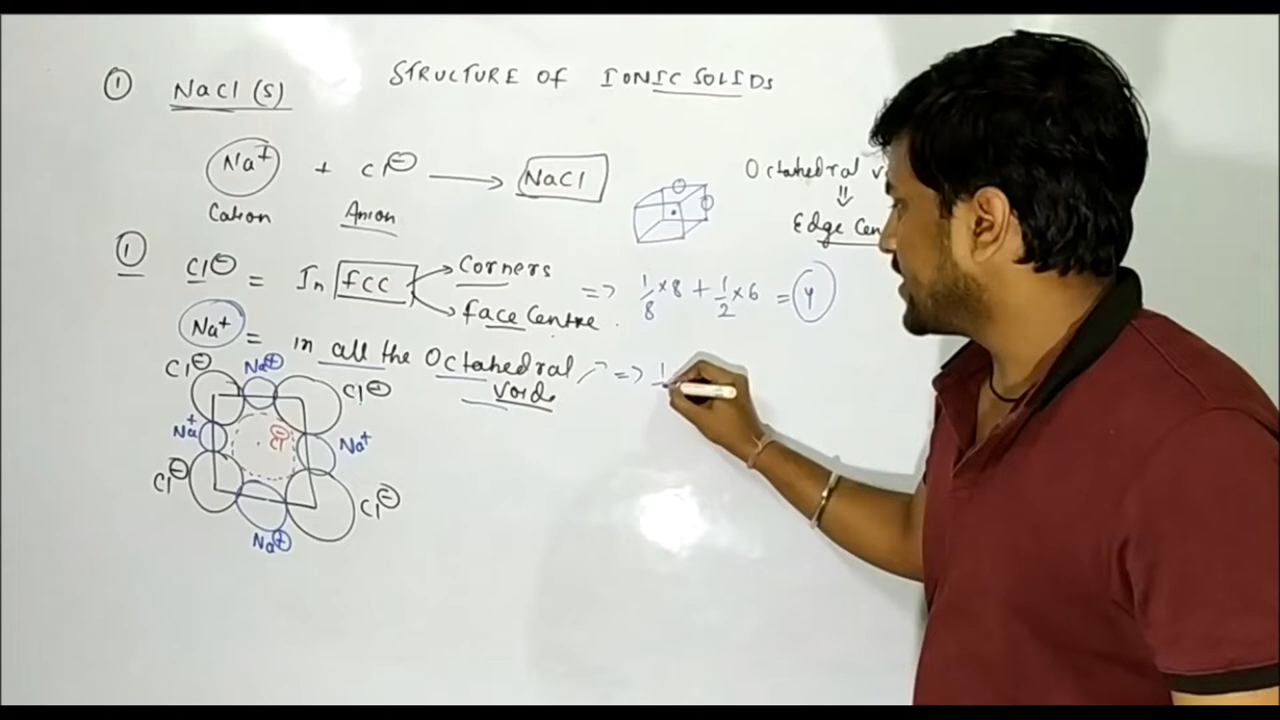 STRUCTURE OF IONIC SOLIDS
① NaCl (s)
Na⁺ + Cl⊖ → NaCl
Cation Anion
Octahedral
⇓
Edge Cen
① Cl⊖ = In fcc → Corners
→ face Centre. => 1/8 × 8 + 1/2 × 6 = 4
Na⁺ = in all the Octahedral => 1
Void.
Cl⊖ Na⊕ Cl⊖
Na⁺ Cl⊖ Na⁺
Cl⊖ Cl⊖
Na⊕